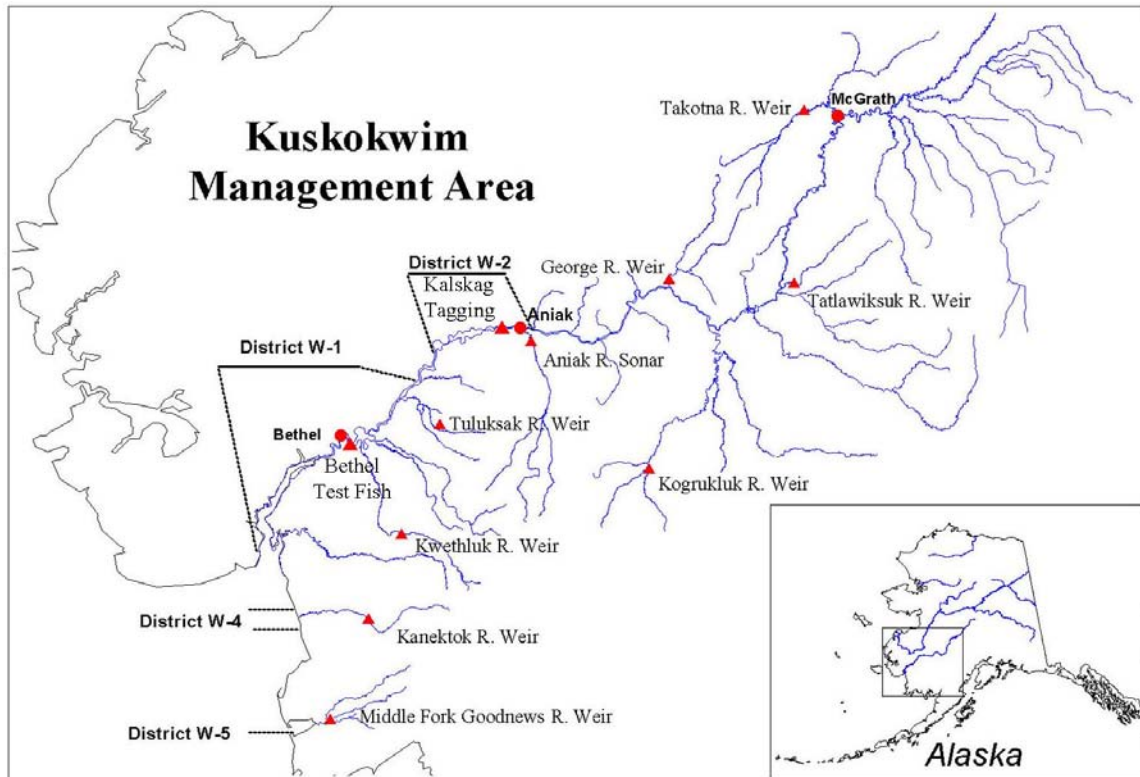 Kuskokwim
Management Area
Takotna R. Weir
McGrath
District W-2
Kalskag
Tagging
George R. Weir
Tatlawiksuk R. Weir
Aniak
Aniak R. Sonar
District W-1
Tuluksak R. Weir
Bethel
Bethel
Test Fish
Kogrukluk R. Weir
Kwethluk R. Weir
District W-4
Kanektok R. Weir
Middle Fork Goodnews R. Weir
District W-5
Alaska